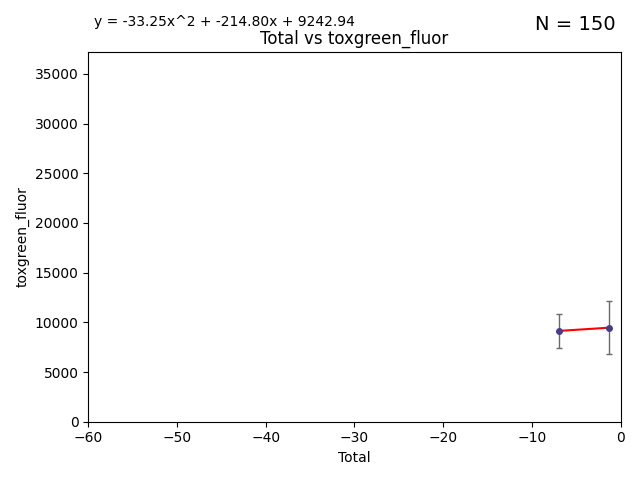 y = -33.25x^2 + -214.80x + 9242.94
N = 150
Total vs toxgreen_fluor
35000
30000
25000
20000
15000
10000
5000
0
toxgreen_fluor
−60 −50 −40 −30 −20 −10 0
Total